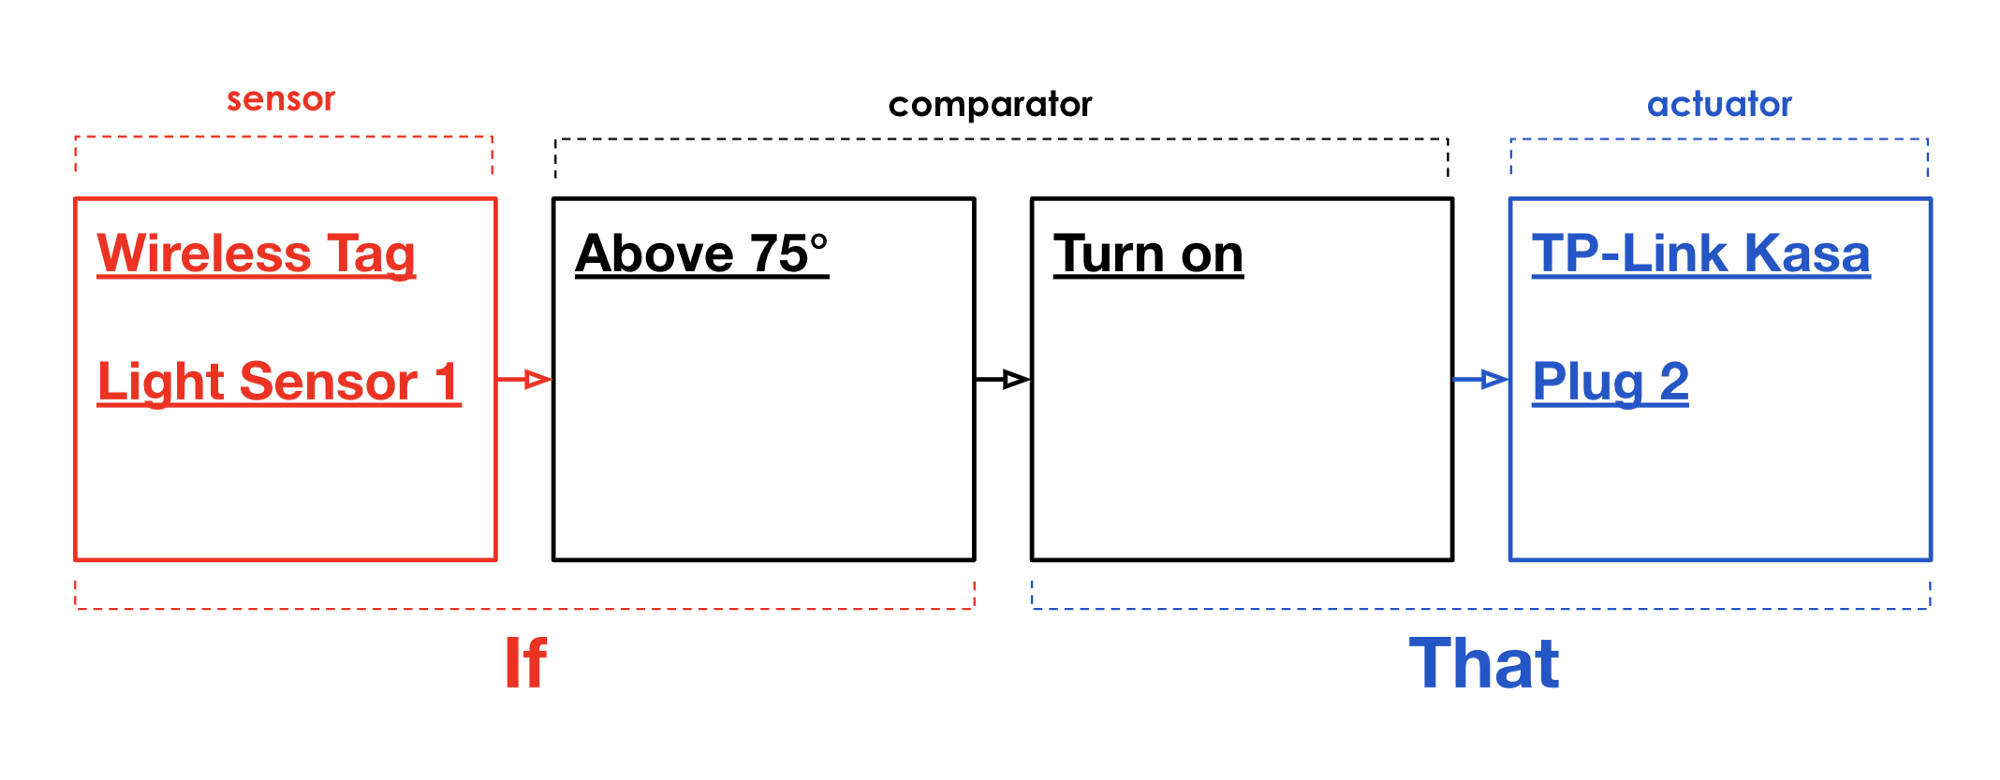 sensor
comparator
actuator
Wireless Tag
Light Sensor 1
Above 75°
Turn on
TP-Link Kasa
Plug 2
If
That